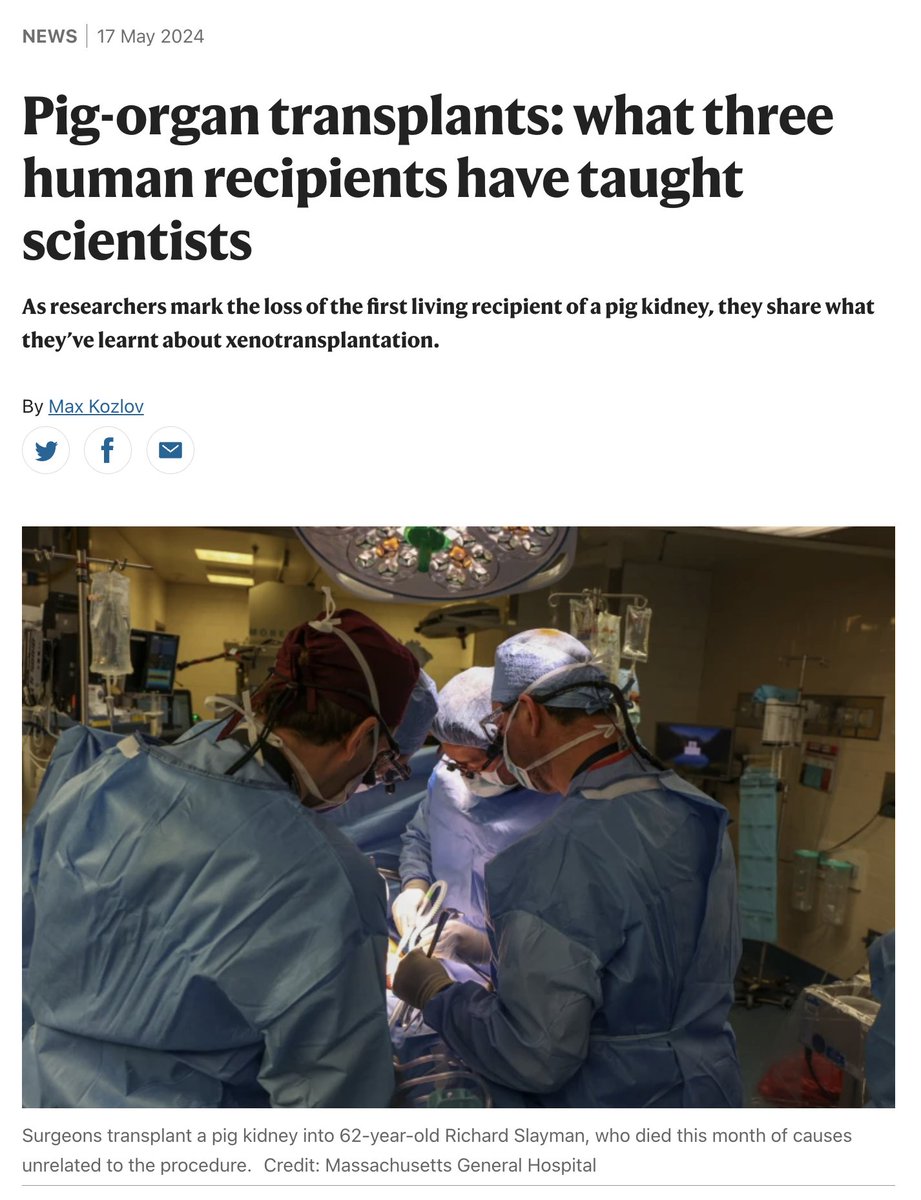 NEWS | 17 May 2024
Pig-organ transplants: what three
human recipients have taught
scientists
As researchers mark the loss of the first living recipient of a pig kidney, they share what
they’ve learnt about xenotransplantation.
By Max Kozlov
Surgeons transplant a pig kidney into 62-year-old Richard Slayman, who died this month of causes
unrelated to the procedure. Credit: Massachusetts General Hospital